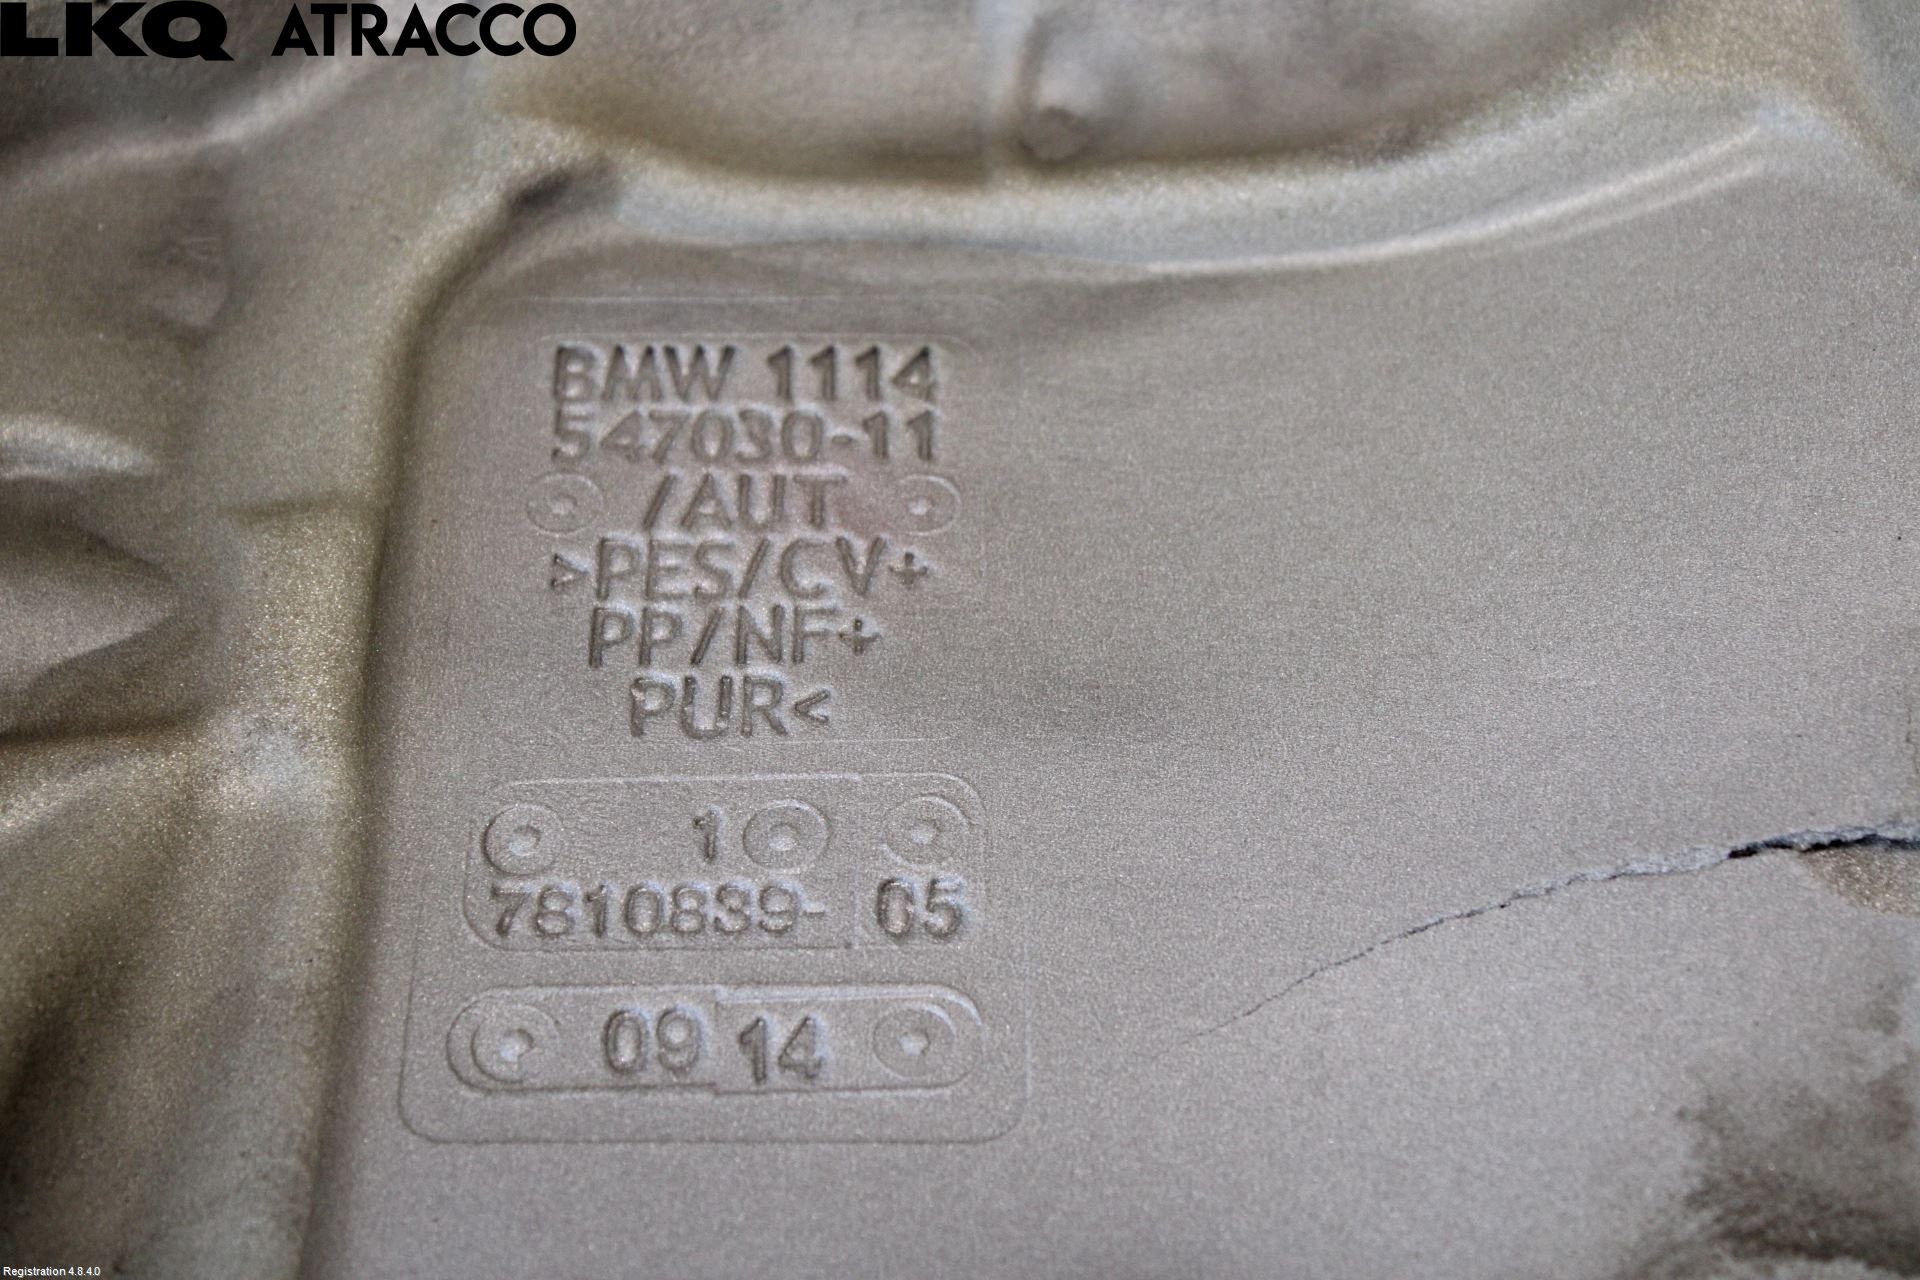 LKQ ATRACCO
BMW 1114
547030-11
/AUT
>PES/CV+
PP/NF+
PUR<
1
7810839- 05
09 14
Registration 4.8.4.0